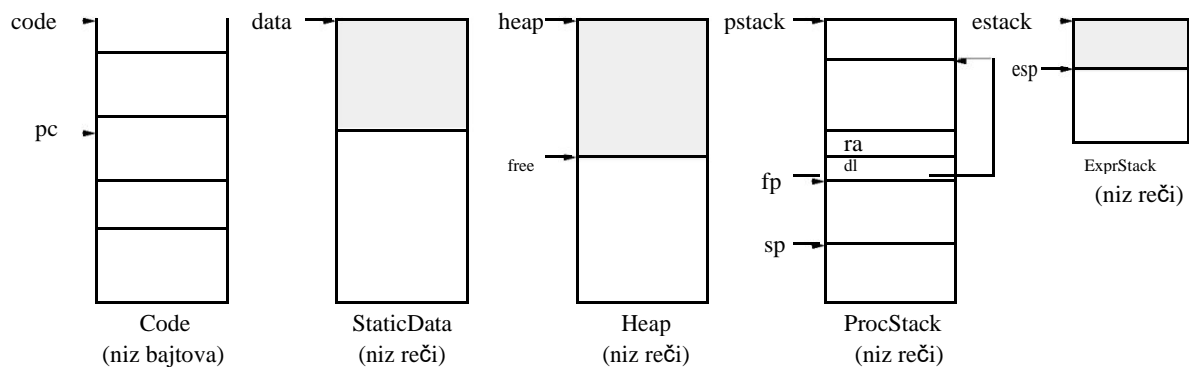 code
data
heap
pstack
estack
esp
pc
ra
free
dl
fp
sp
ExprStack
(niz reči)
Code
(niz bajtova)
StaticData
(niz reči)
Heap
(niz reči)
ProcStack
(niz reči)